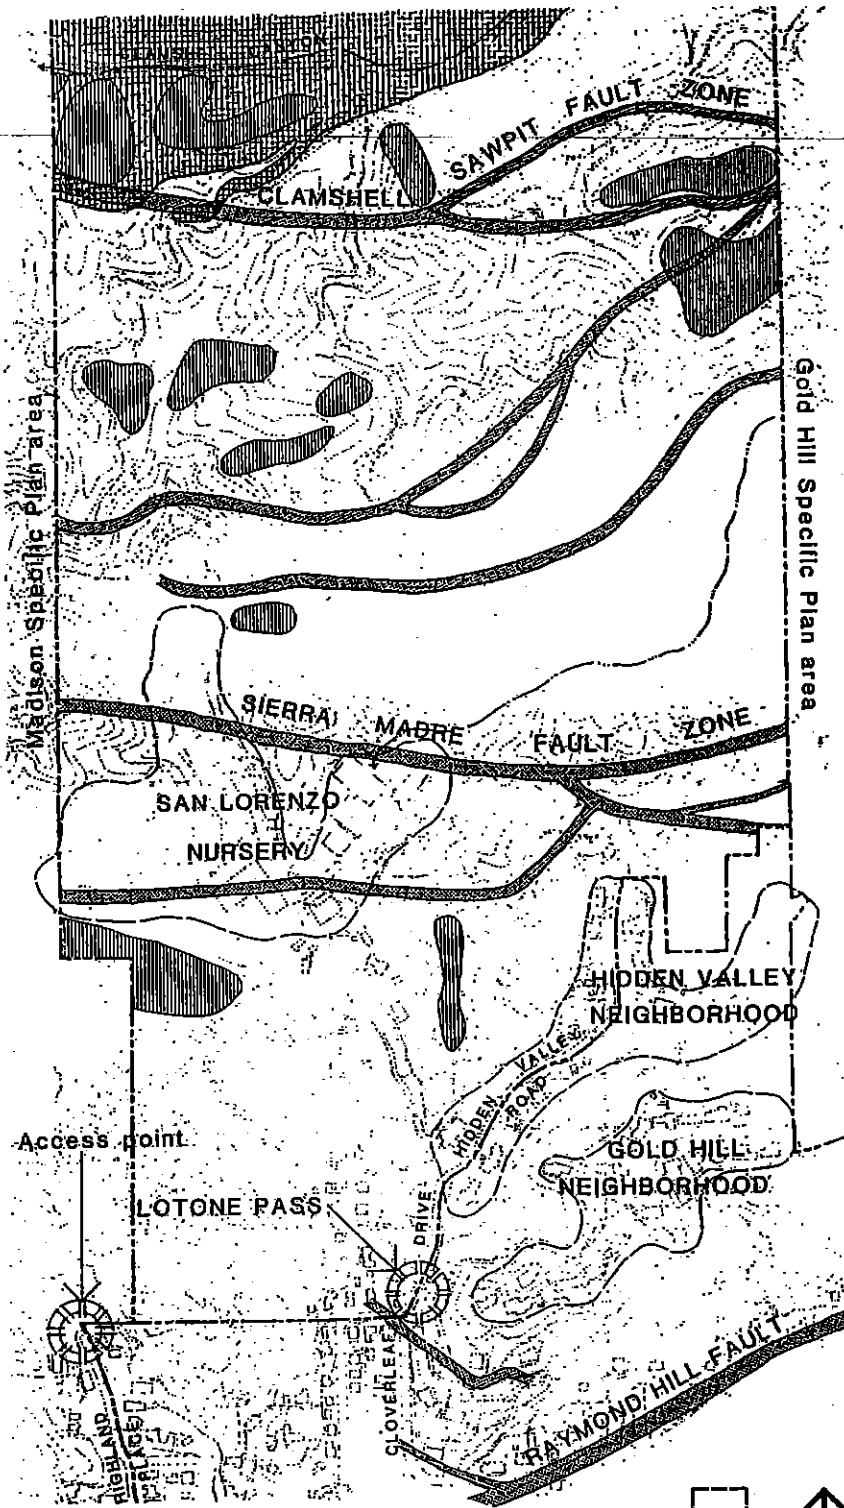 CLAMSHELL CANYON
SAWPIT FAULT ZONE
CLAMSHELL
Madison Specific Plan area
Gold Hill Specific Plan area
SIERRA MADRE FAULT ZONE
SAN LORENZO
NURSERY
HIDDEN VALLEY
NEIGHBORHOOD
HIDDEN VALLEY
ROAD
Access point
GOLD HILL
NEIGHBORHOOD
LOTONE PASS
DRIVE
CLOVERLEAF
RAYMOND HILL FAULT
HIGHLAND
PLACE